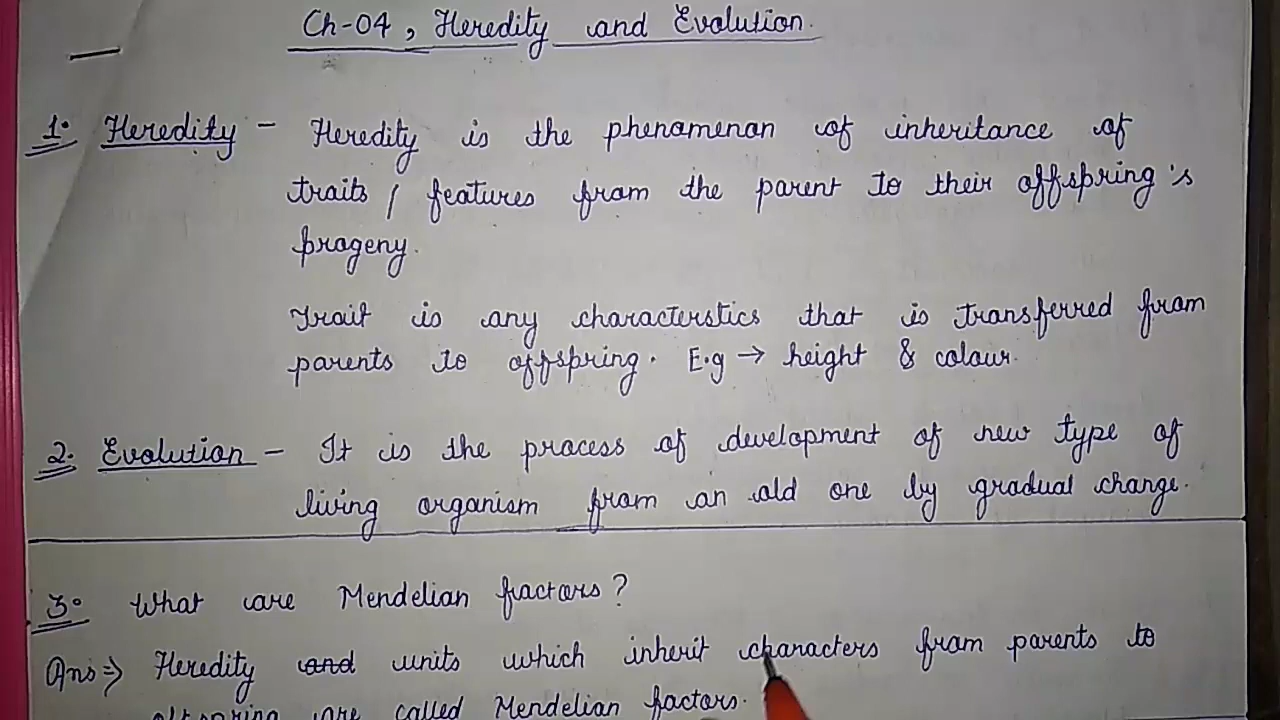 Ch-04, Heredity and Evolution.
1. Heredity - Heredity is the phenamenan of inheritance of
traits / features from the parent to their offspring's
progeny.
Trait is any characterstics that is transferred from
parents to offspring. E.g → height & colour.
2. Evolution - It is the process of development of new type of
living organism from an old one by gradual change.
3. What are Mendelian factors?
Ans ⇒ Heredity and units which inherit characters from parents to
offspring are called Mendelian factors.